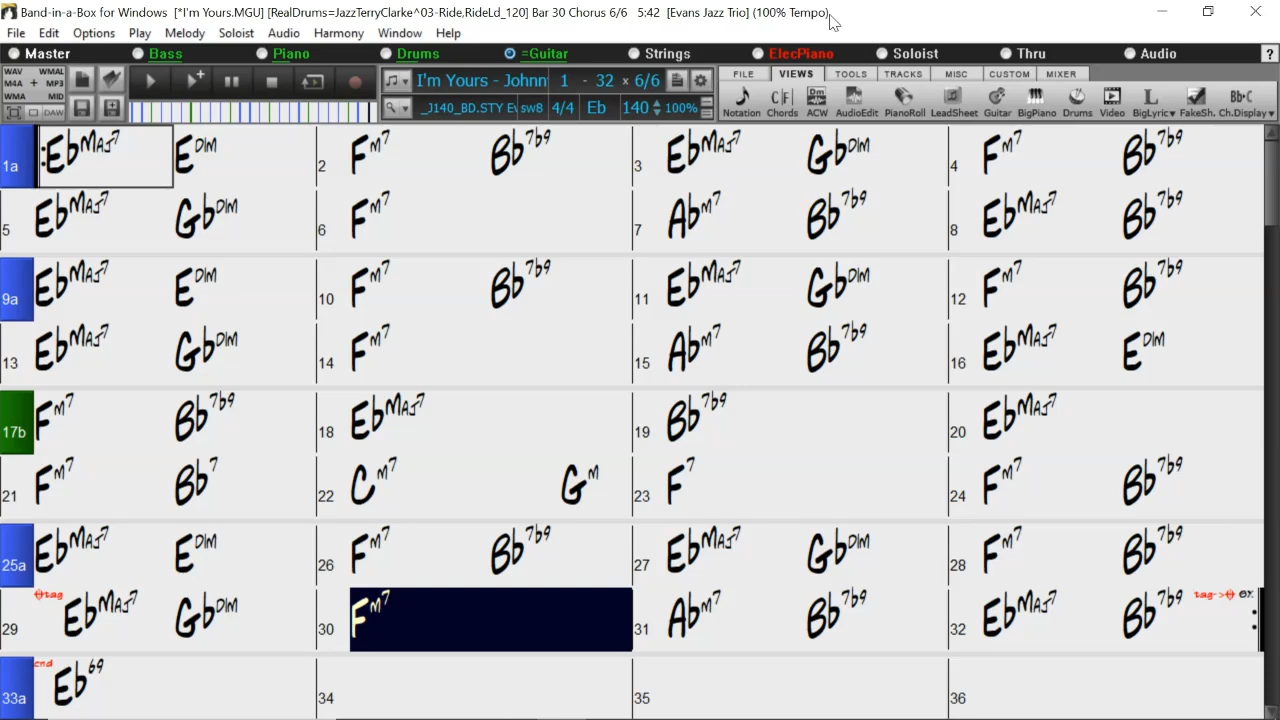 Band-in-a-Box for Windows [*I'm Yours.MGU] [RealDrums=JazzTerryClarke^03-Ride.RideLd_120] Bar 30 Chorus 6/6 5:42 [Evans Jazz Trio] (100% Tempo)
File Edit Options Play Melody Soloist Audio Harmony Window Help
Master Bass Piano Drums =Guitar Strings ElecPiano Soloist Thru Audio ?
WAV WMAL
M4A + MP3
WMA MID
DAW
I'm Yours - Johnn 1 - 32 x 6/6
_J140_BD.STY Ev sw8 4/4 Eb 140 100%
FILE VIEWS TOOLS TRACKS MISC CUSTOM MIXER
C|F| Dm L Bb·C
Notation Chords ACW AudioEdit PianoRoll LeadSheet Guitar BigPiano Drums Video BigLyric▾ FakeSh. Ch.Display▾
1a :EbMAJ7 EDIM 2 Fm7 Bb7b9 3 EbMAJ7 GbDIM 4 Fm7 Bb7b9
5 EbMAJ7 GbDIM 6 Fm7 7 Abm7 Bb7b9 8 EbMAJ7 Bb7b9
9a EbMAJ7 EDIM 10 Fm7 Bb7b9 11 EbMAJ7 GbDIM 12 Fm7 Bb7b9
13 EbMAJ7 GbDIM 14 Fm7 15 Abm7 Bb7b9 16 EbMAJ7 EDIM
17b Fm7 Bb7b9 18 EbMAJ7 19 Bb7b9 20 EbMAJ7
21 Fm7 Bb7 22 Cm7 Gm 23 F7 24 Fm7 Bb7b9
25a EbMAJ7 EDIM 26 Fm7 Bb7b9 27 EbMAJ7 GbDIM 28 Fm7 Bb7b9
tag tag-> 6x
29 EbMAJ7 GbDIM 30 Fm7 31 Abm7 Bb7b9 32 EbMAJ7 Bb7b9 :
end
33a Eb69 34 35 36